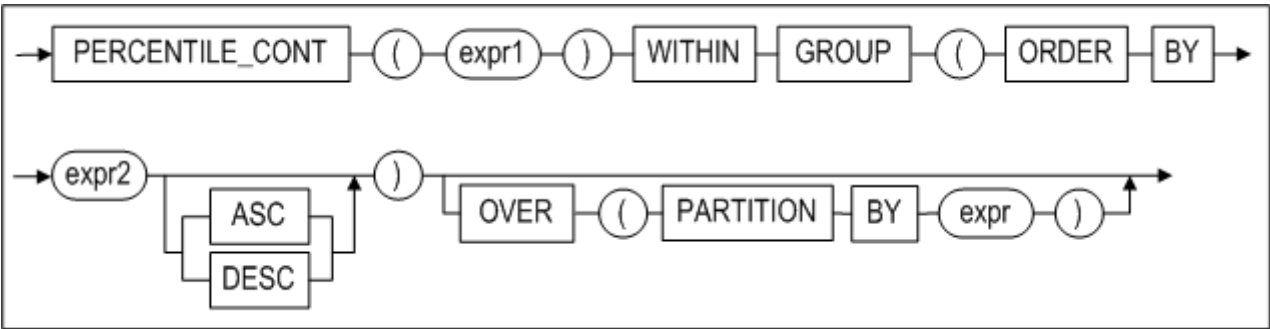 PERCENTILE_CONT ( expr1 ) WITHIN GROUP ( ORDER BY
expr2 ASC ) OVER ( PARTITION BY expr )
DESC